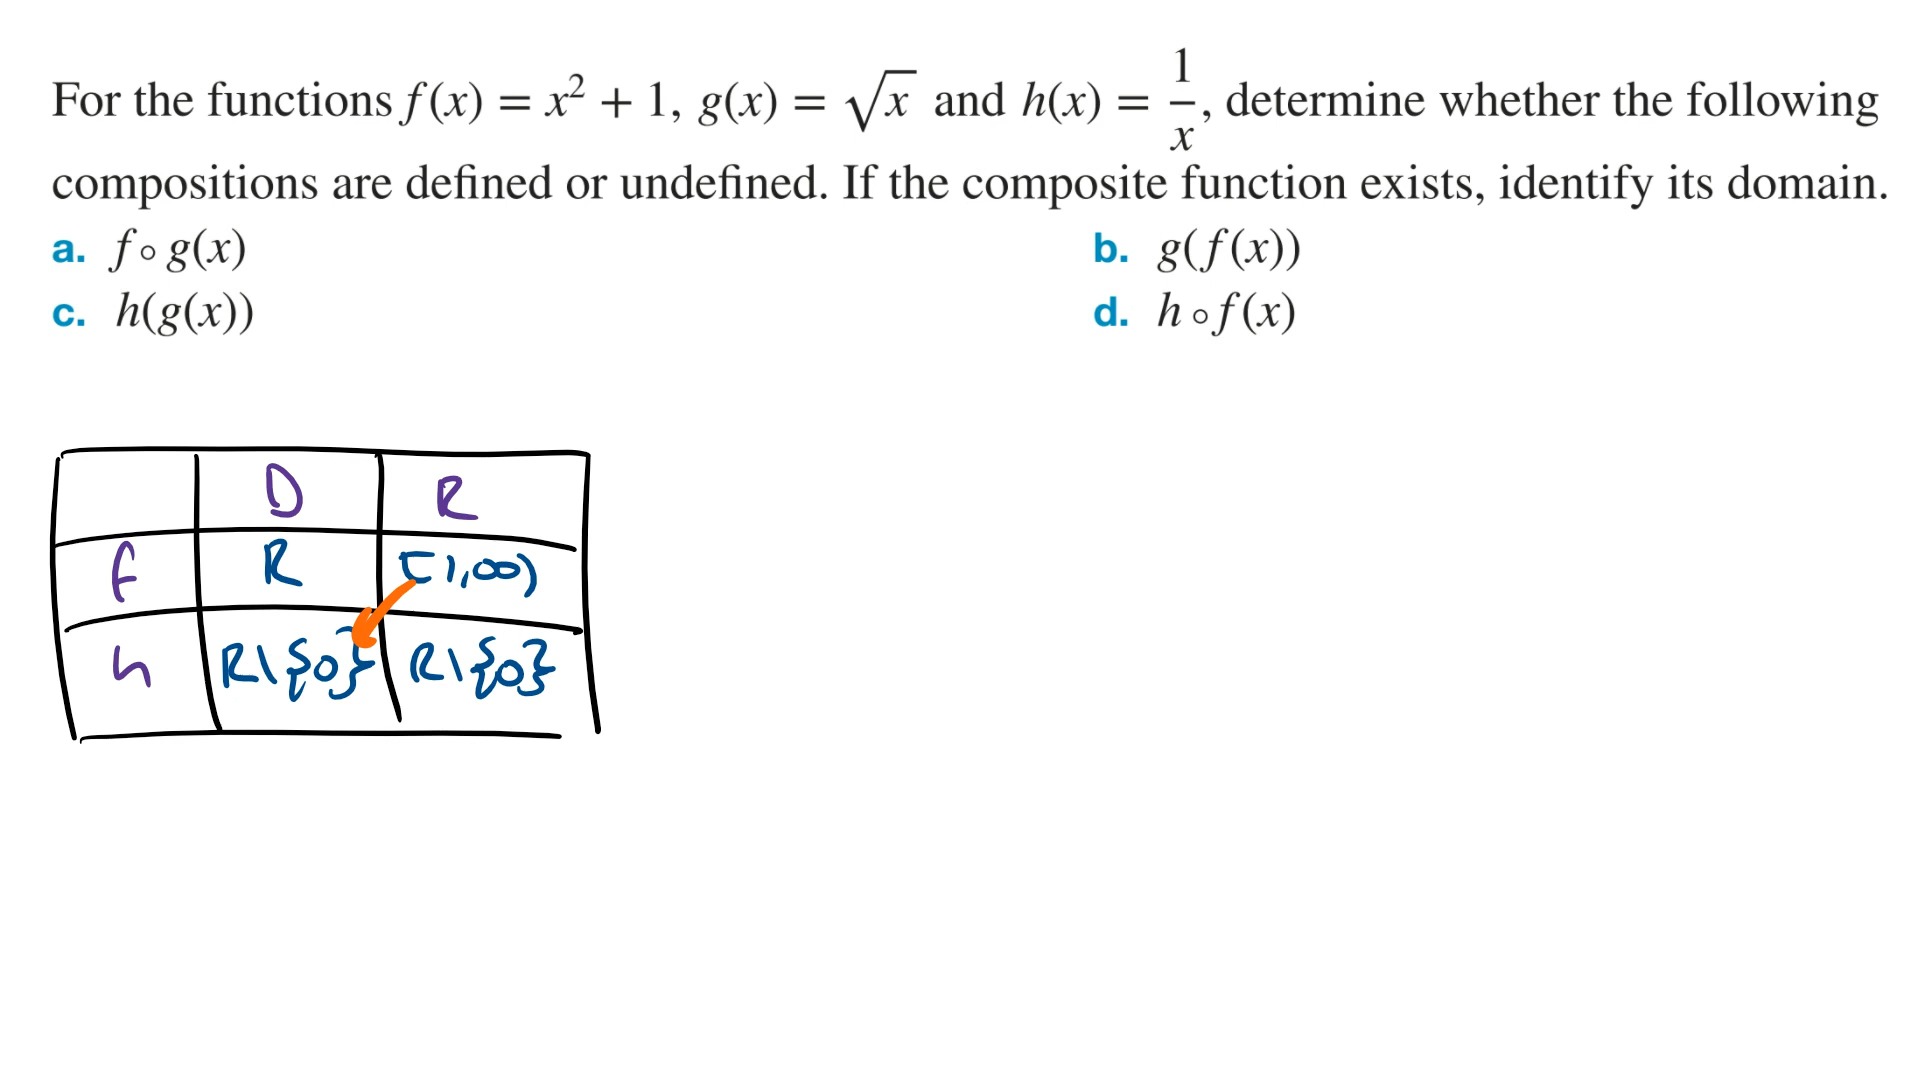 For the functions f(x) = x² + 1, g(x) = √x and h(x) = 1/x, determine whether the following
compositions are defined or undefined. If the composite function exists, identify its domain.
a. f∘g(x) b. g(f(x))
c. h(g(x)) d. h∘f(x)
D R
f R [1,∞)
h R\{0} R\{0}